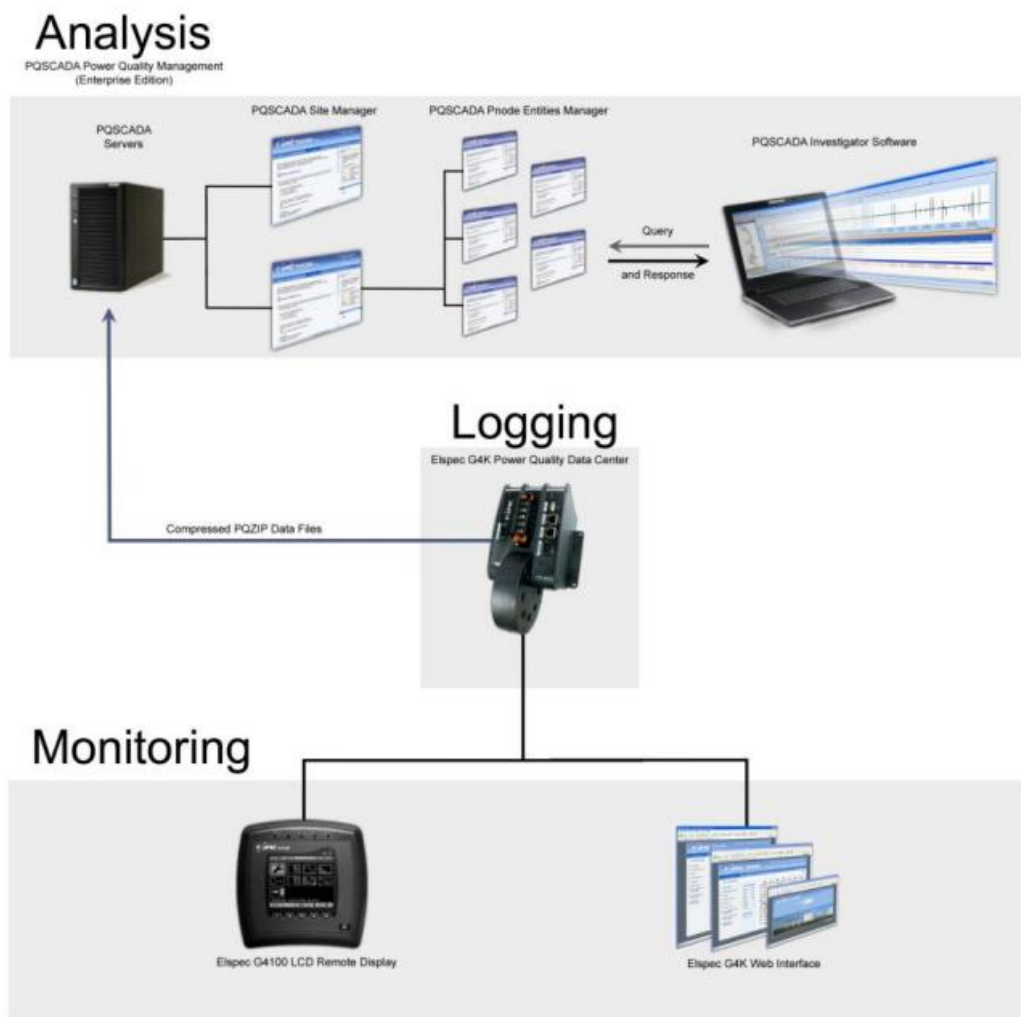 Analysis
PQSCADA Power Quality Management
(Enterprise Edition)
PQSCADA
Servers
PQSCADA Site Manager
PQSCADA Pnode Entities Manager
PQSCADA Investigator Software
Query
and Response
Logging
Elspec G4K Power Quality Data Center
Compressed PQZIP Data Files
Monitoring
Elspec G4100 LCD Remote Display
Elspec G4K Web Interface